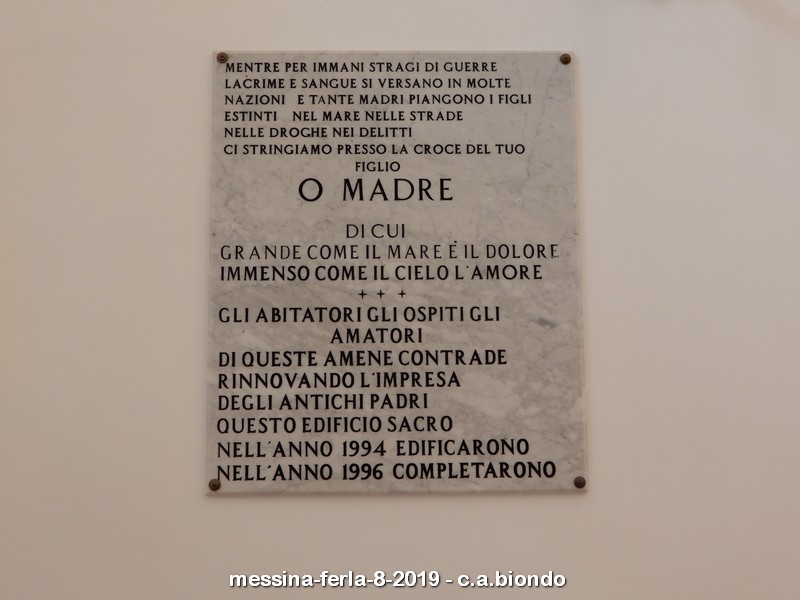 MENTRE PER IMMANI STRAGI DI GUERRE
LACRIME E SANGUE SI VERSANO IN MOLTE
NAZIONI E TANTE MADRI PIANGONO I FIGLI
ESTINTI NEL MARE NELLE STRADE
NELLE DROGHE NEI DELITTI
CI STRINGIAMO PRESSO LA CROCE DEL TUO
FIGLIO
O MADRE
DI CUI
GRANDE COME IL MARE È IL DOLORE
IMMENSO COME IL CIELO L'AMORE
+ + +
GLI ABITATORI GLI OSPITI GLI
AMATORI
DI QUESTE AMENE CONTRADE
RINNOVANDO L'IMPRESA
DEGLI ANTICHI PADRI
QUESTO EDIFICIO SACRO
NELL'ANNO 1994 EDIFICARONO
NELL'ANNO 1996 COMPLETARONO
messina-ferla-8-2019 - c.a.biondo